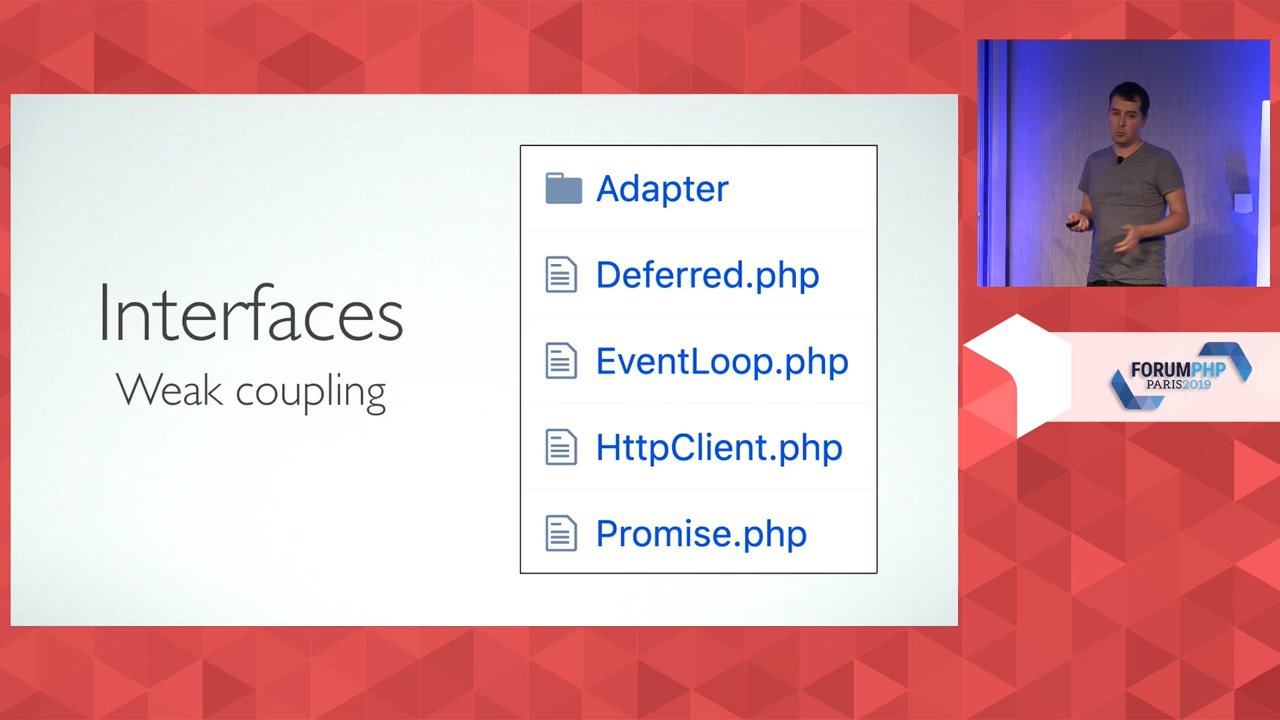 Interfaces
Weak coupling
Adapter
Deferred.php
EventLoop.php
HttpClient.php
Promise.php
FORUMPHP
PARIS2019